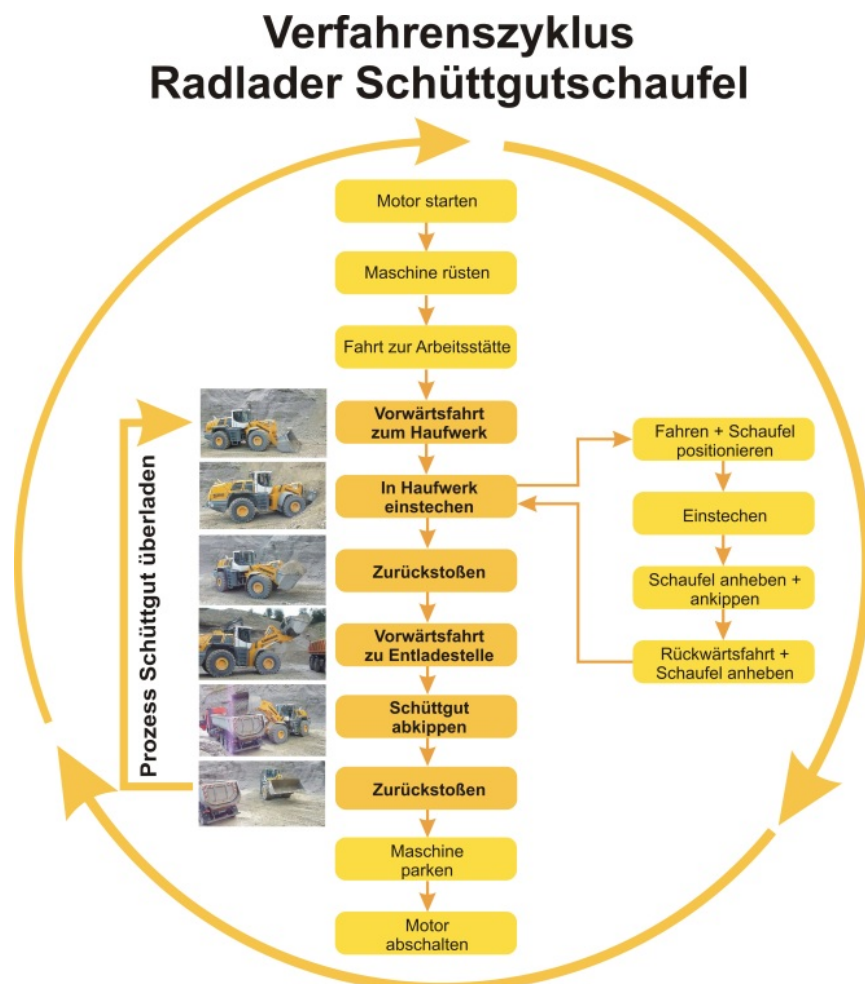 Verfahrenszyklus
Radlader Schüttgutschaufel
Motor starten
Maschine rüsten
Fahrt zur Arbeitsstätte
Vorwärtsfahrt
zum Haufwerk
In Haufwerk
einstechen
Zurückstoßen
Vorwärtsfahrt
zu Entladestelle
Schüttgut
abkippen
Zurückstoßen
Maschine
parken
Motor
abschalten
Prozess Schüttgut überladen
Fahren + Schaufel
positionieren
Einstechen
Schaufel anheben +
ankippen
Rückwärtsfahrt +
Schaufel anheben